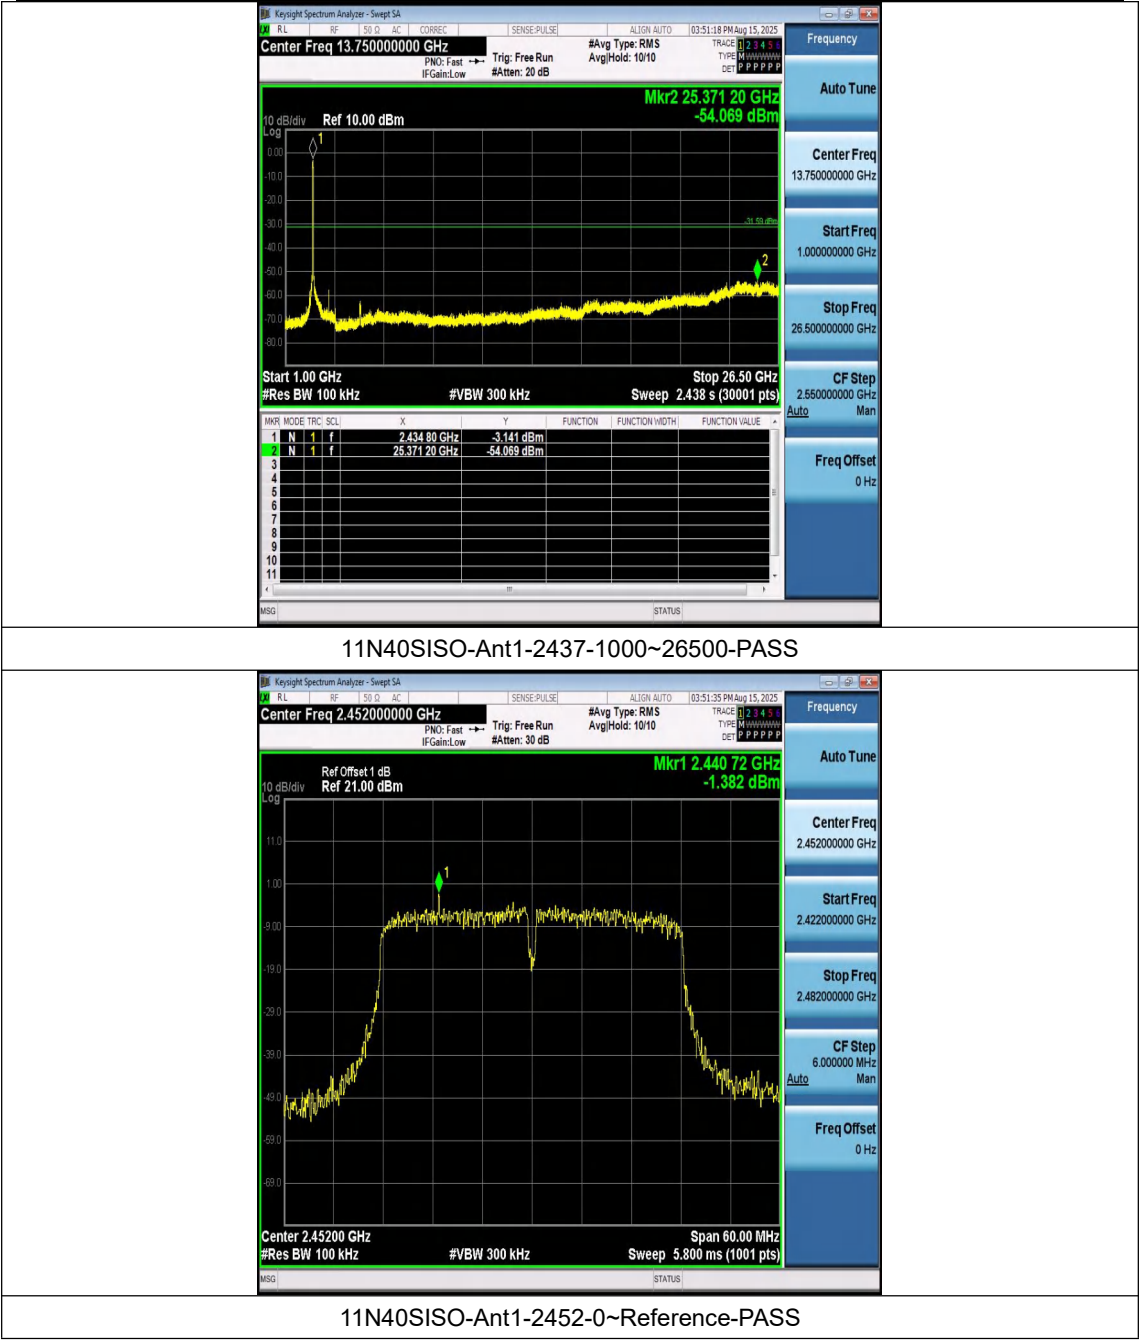 Keysight Spectrum Analyzer - Swept SA
RL RF 50 Ω AC CORREC SENSE:PULSE ALIGN AUTO 03:51:18 PM Aug 15, 2025
Center Freq 13.750000000 GHz
PNO: Fast
IFGain:Low
Trig: Free Run
#Atten: 20 dB
#Avg Type: RMS
Avg|Hold: 10/10
TRACE 1 2 3 4 5 6
TYPE M
DET P P P P P P
Mkr2 25.371 20 GHz
-54.069 dBm
10 dB/div
Log
Ref 10.00 dBm
0.00
-10.0
-20.0
-30.0
-40.0
-50.0
-60.0
-70.0
-80.0
1
-31.59 dBm
2
Start 1.00 GHz
Stop 26.50 GHz
#Res BW 100 kHz
#VBW 300 kHz
Sweep 2.438 s (30001 pts)
MKR MODE TRC SCL X Y FUNCTION FUNCTION WIDTH FUNCTION VALUE
1 N 1 f 2.434 80 GHz -3.141 dBm
2 N 1 f 25.371 20 GHz -54.069 dBm
3
4
5
6
7
8
9
10
11
MSG
STATUS
Frequency
Auto Tune
Center Freq
13.750000000 GHz
Start Freq
1.000000000 GHz
Stop Freq
26.500000000 GHz
CF Step
2.550000000 GHz
Auto Man
Freq Offset
0 Hz
11N40SISO-Ant1-2437-1000~26500-PASS
Keysight Spectrum Analyzer - Swept SA
RL RF 50 Ω AC SENSE:PULSE ALIGN AUTO 03:51:35 PM Aug 15, 2025
Center Freq 2.452000000 GHz
PNO: Fast
IFGain:Low
Trig: Free Run
#Atten: 30 dB
#Avg Type: RMS
Avg|Hold: 10/10
TRACE 1 2 3 4 5 6
TYPE M
DET P P P P P P
Mkr1 2.440 72 GHz
-1.382 dBm
Ref Offset 1 dB
10 dB/div
Log
Ref 21.00 dBm
11.0
1.00
-9.00
-19.0
-29.0
-39.0
-49.0
-59.0
-69.0
1
Center 2.45200 GHz
Span 60.00 MHz
#Res BW 100 kHz
#VBW 300 kHz
Sweep 5.800 ms (1001 pts)
MSG
STATUS
Frequency
Auto Tune
Center Freq
2.452000000 GHz
Start Freq
2.422000000 GHz
Stop Freq
2.482000000 GHz
CF Step
6.000000 MHz
Auto Man
Freq Offset
0 Hz
11N40SISO-Ant1-2452-0~Reference-PASS